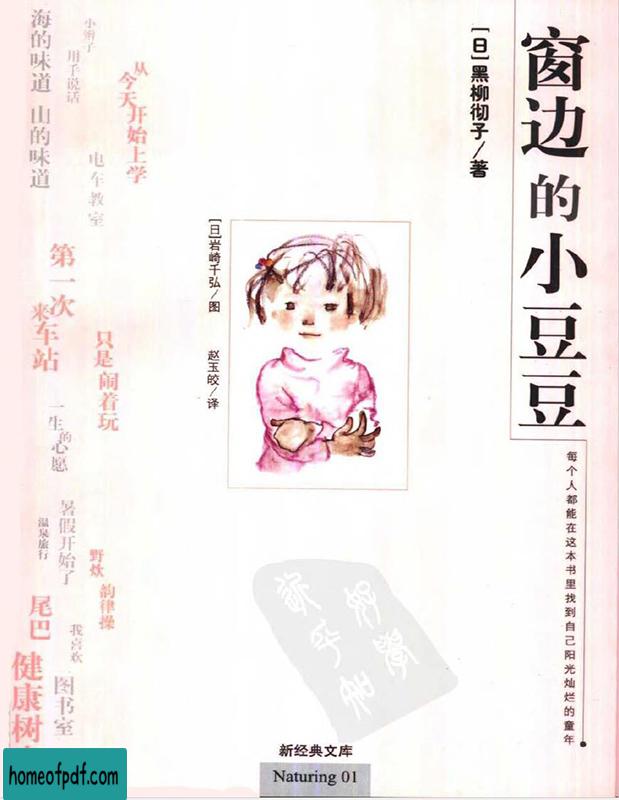 窗边的小豆豆
[日]黑柳彻子/著
每个人都能在这本书里找到自己阳光灿烂的童年
[日]岩崎千弘/图
赵玉皎/译
从今天开始上学
小辫子
用手说话
电车教室
海的味道 山的味道
第一次来车站
只是闹着玩
一生的心愿
暑假开始了
温泉旅行
野炊
韵律操
尾巴
我喜欢
健康树
图书室
新经典文库
Naturing 01
homeofpdf.com